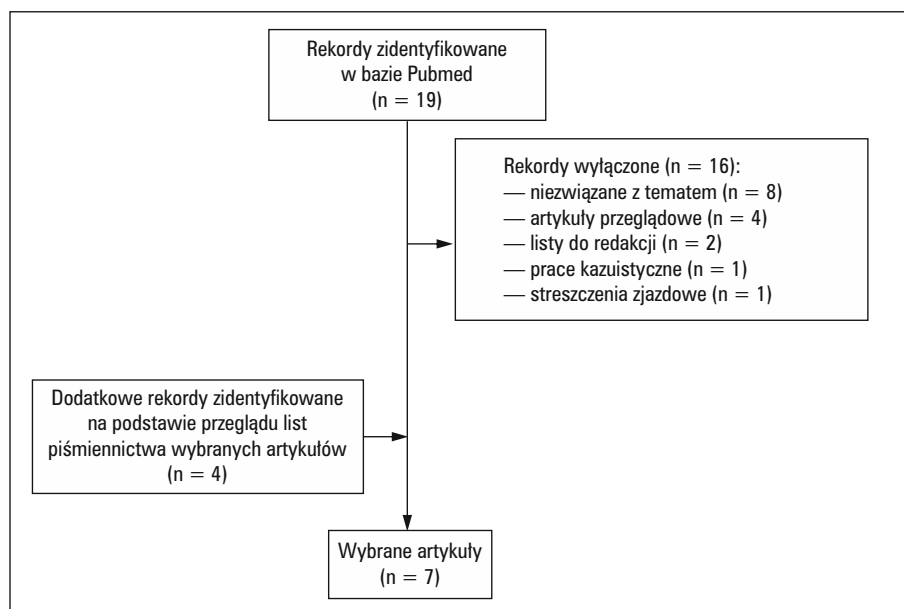 Rekordy zidentyfikowane
w bazie Pubmed
(n = 19)
Rekordy wyłączone (n = 16):
— niezwiązane z tematem (n = 8)
— artykuły przeglądowe (n = 4)
— listy do redakcji (n = 2)
— prace kazuistyczne (n = 1)
— streszczenia zjazdowe (n = 1)
Dodatkowe rekordy zidentyfikowane
na podstawie przeglądu list
piśmiennictwa wybranych artykułów
(n = 4)
Wybrane artykuły
(n = 7)